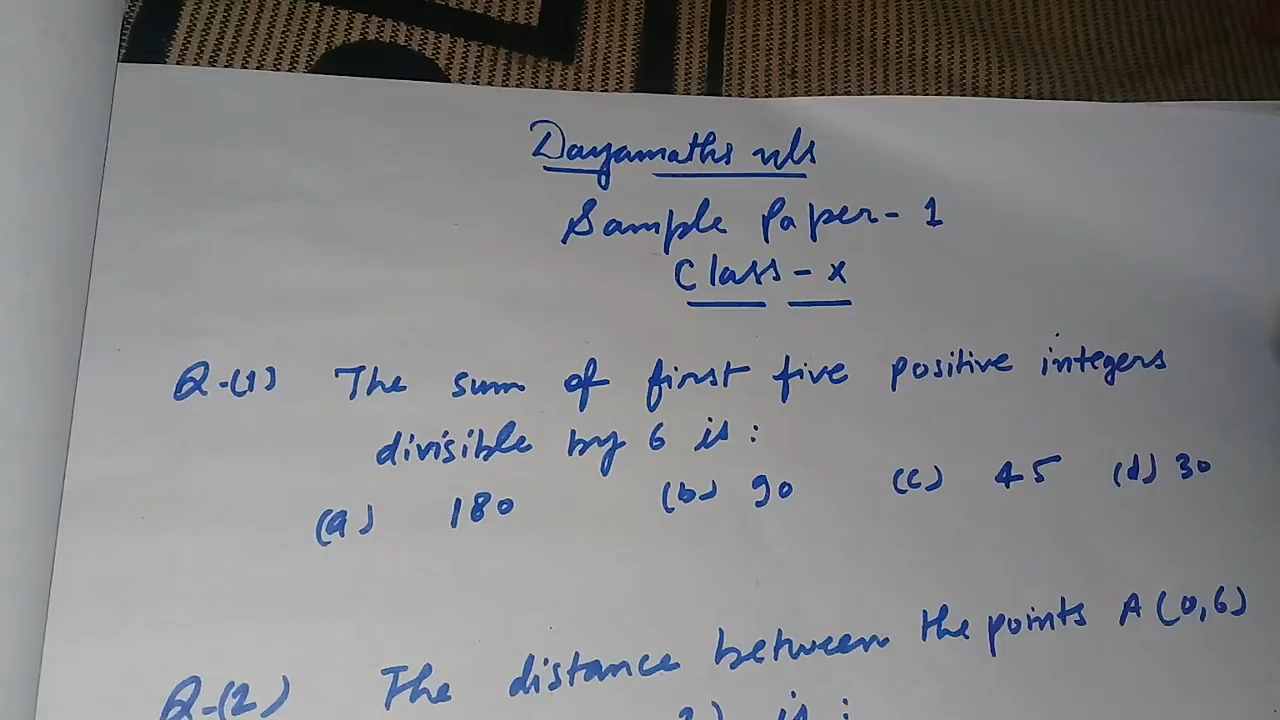 Dayamaths
Sample Paper - 1
Class - x
Q-(1) The sum of first five positive integers
divisible by 6 is :
(a) 180 (b) 90 (c) 45 (d) 30
Q-(2) The distance between the points A(0,6)
is :